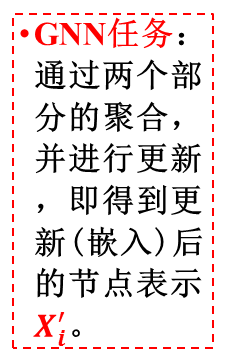 •GNN任务：
通过两个部
分的聚合，
并进行更新
，即得到更
新(嵌入)后
的节点表示
X′ᵢ。